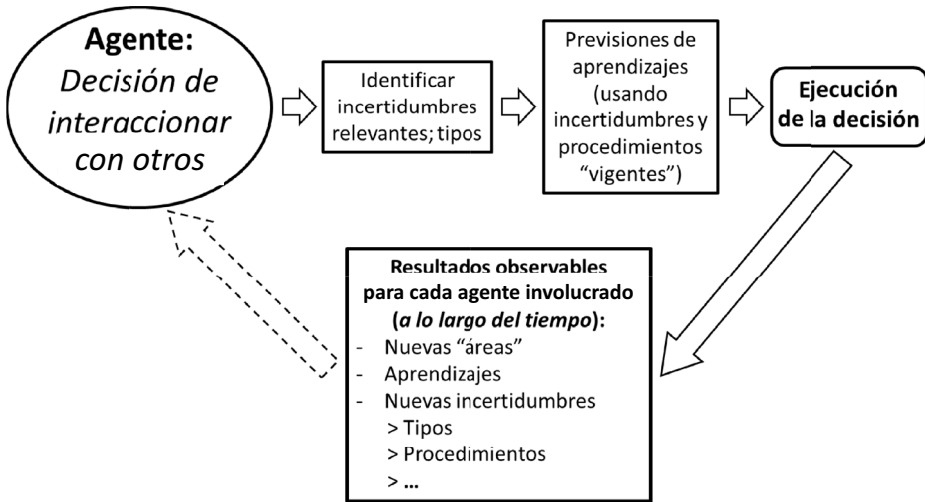 Agente:
Decisión de
interaccionar
con otros
Identificar
incertidumbres
relevantes; tipos
Previsiones de
aprendizajes
(usando
incertidumbres y
procedimientos
“vigentes”)
Ejecución
de la decisión
Resultados observables
para cada agente involucrado
(a lo largo del tiempo):
- Nuevas “áreas”
- Aprendizajes
- Nuevas incertidumbres
> Tipos
> Procedimientos
> ...